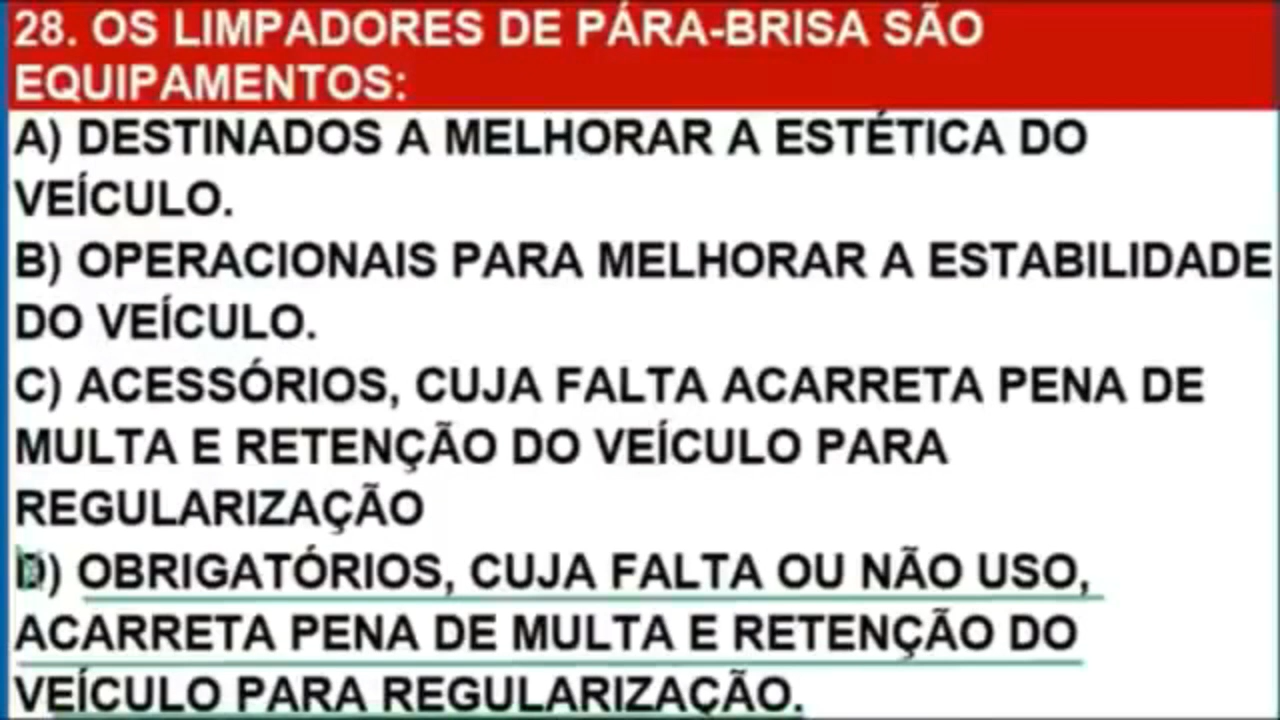 28. OS LIMPADORES DE PÁRA-BRISA SÃO
EQUIPAMENTOS:
A) DESTINADOS A MELHORAR A ESTÉTICA DO
VEÍCULO.
B) OPERACIONAIS PARA MELHORAR A ESTABILIDADE
DO VEÍCULO.
C) ACESSÓRIOS, CUJA FALTA ACARRETA PENA DE
MULTA E RETENÇÃO DO VEÍCULO PARA
REGULARIZAÇÃO
D) OBRIGATÓRIOS, CUJA FALTA OU NÃO USO,
ACARRETA PENA DE MULTA E RETENÇÃO DO
VEÍCULO PARA REGULARIZAÇÃO.